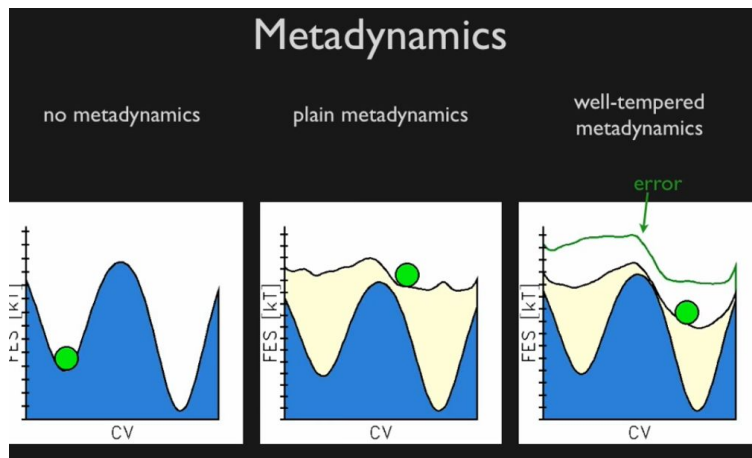 Metadynamics
no metadynamics
plain metadynamics
well-tempered
metadynamics
error
FES [kT]
CV
FES [kT]
CV
FES [kT]
CV